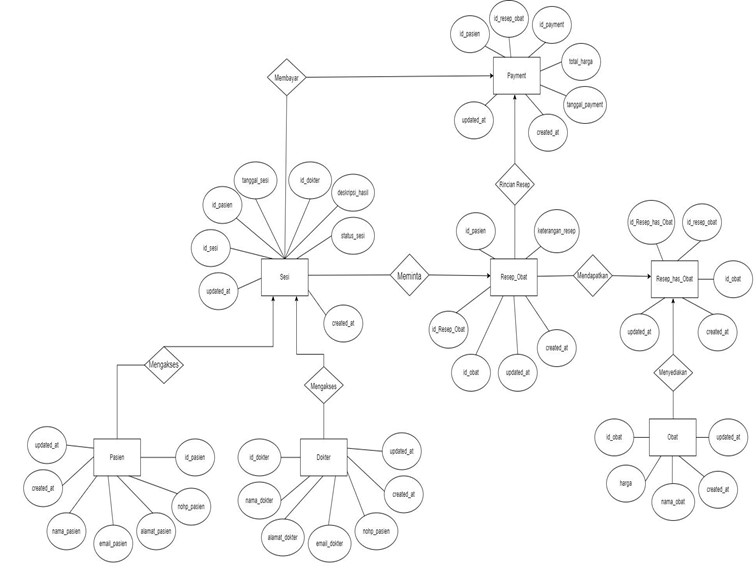 id_resep_obat
id_pasien
id_payment
total_harga
Membayar
Payment
tanggal_payment
updated_at
created_at
tanggal_sesi
id_dokter
Rincian Resep
deskripsi_hasil
id_pasien
id_pasien
keterangan_resep
id_Resep_has_Obat
id_resep_obat
status_sesi
id_sesi
Sesi
Meminta
Resep_Obat
Mendapatkan
Resep_has_Obat
id_obat
updated_at
created_at
id_Resep_Obat
updated_at
created_at
created_at
id_obat
updated_at
Mengakses
Mengakses
Menyediakan
updated_at
Pasien
id_pasien
id_dokter
Dokter
updated_at
id_obat
Obat
updated_at
created_at
nohp_pasien
nama_dokter
created_at
harga
nama_obat
created_at
nama_pasien
email_pasien
alamat_pasien
alamat_dokter
email_dokter
nohp_pasien